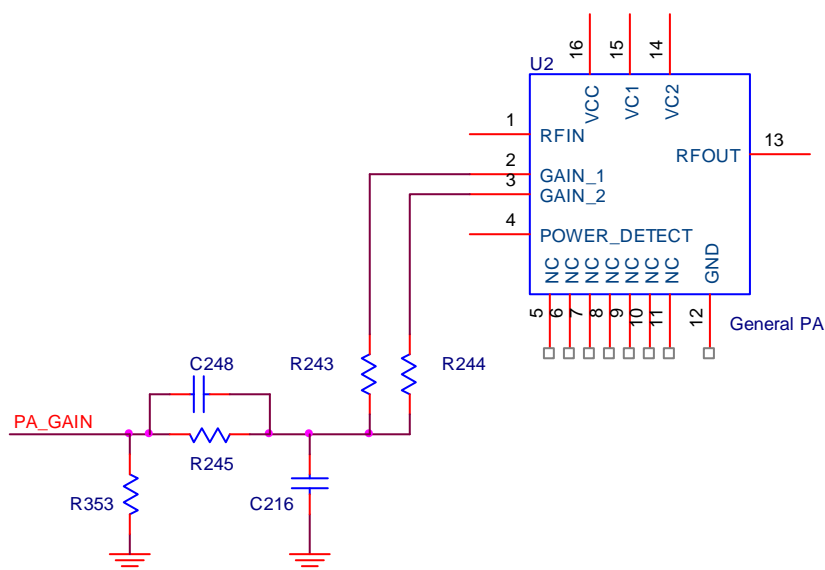 16
15
14
U2
VCC
VC1
VC2
1
RFIN
RFOUT
13
2
GAIN_1
3
GAIN_2
4
POWER_DETECT
NC
NC
NC
NC
NC
NC
NC
GND
5
6
7
8
9
10
11
12
General PA
C248
R243
R244
PA_GAIN
R245
R353
C216